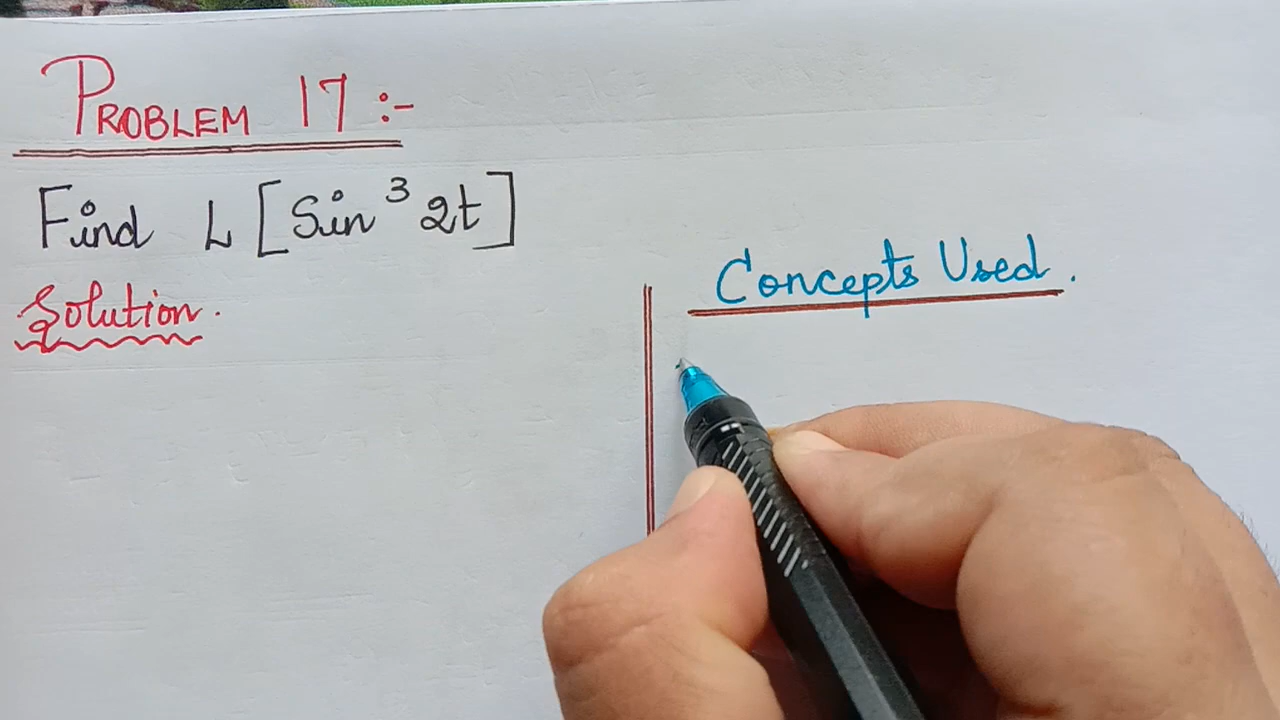 PROBLEM 17 :-
Find L [Sin³ 2t]
Solution.
Concepts Used.